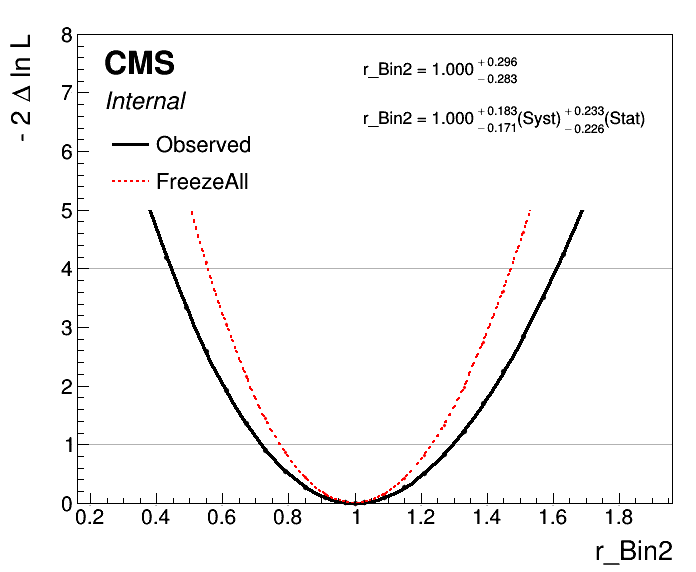 - 2 Δ ln L
8
7
6
5
4
3
2
1
0
CMS
Internal
Observed
FreezeAll
r_Bin2 = 1.000 +0.296 -0.283
r_Bin2 = 1.000 +0.183 -0.171 (Syst) +0.233 -0.226 (Stat)
0.2 0.4 0.6 0.8 1 1.2 1.4 1.6 1.8
r_Bin2